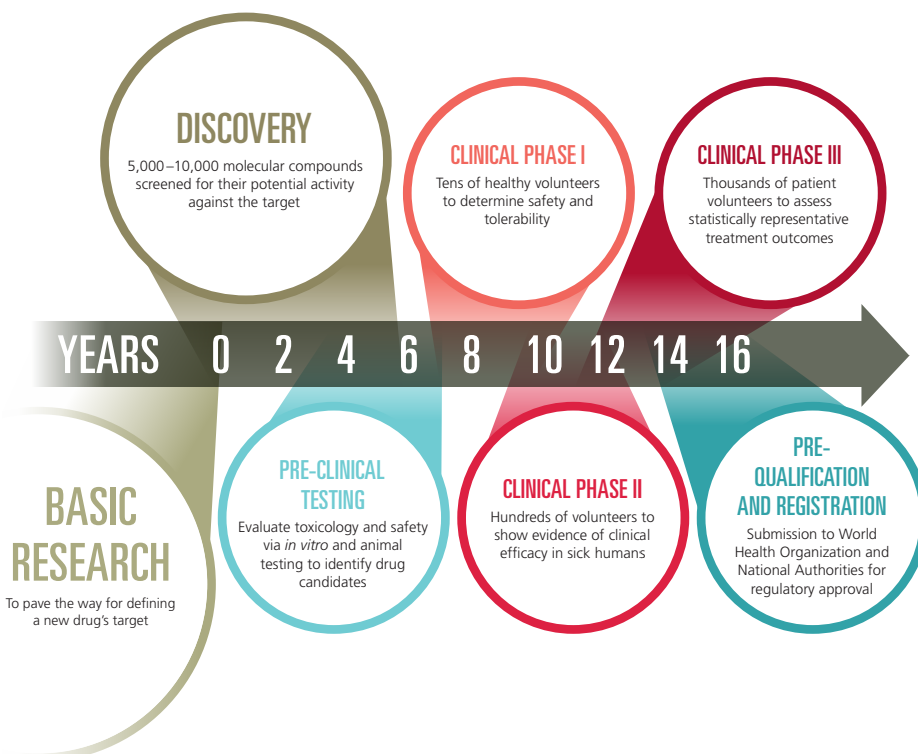 DISCOVERY
5,000–10,000 molecular compounds
screened for their potential activity
against the target
CLINICAL PHASE I
Tens of healthy volunteers
to determine safety and
tolerability
CLINICAL PHASE III
Thousands of patient
volunteers to assess
statistically representative
treatment outcomes
YEARS 0 2 4 6 8 10 12 14 16
BASIC
RESEARCH
To pave the way for defining
a new drug's target
PRE-CLINICAL
TESTING
Evaluate toxicology and safety
via in vitro and animal
testing to identify drug
candidates
CLINICAL PHASE II
Hundreds of volunteers to
show evidence of clinical
efficacy in sick humans
PRE-
QUALIFICATION
AND REGISTRATION
Submission to World
Health Organization and
National Authorities for
regulatory approval